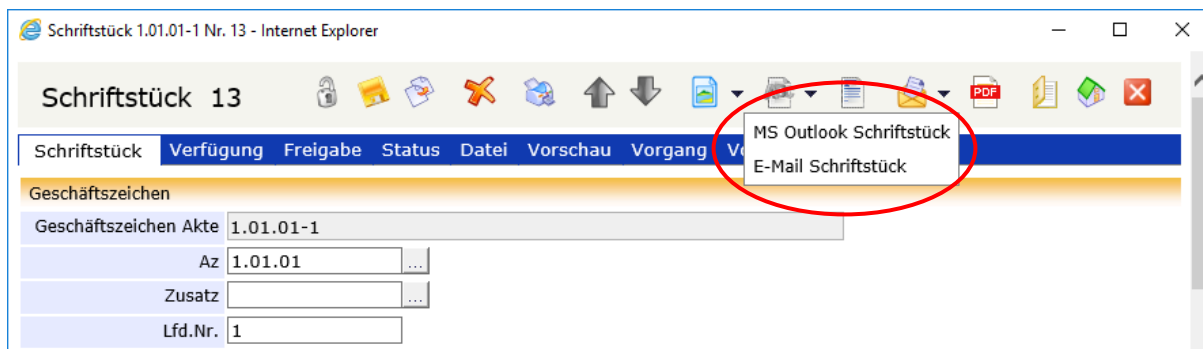 Schriftstück 1.01.01-1 Nr. 13 - Internet Explorer
Schriftstück 13
PDF
MS Outlook Schriftstück
E-Mail Schriftstück
Schriftstück Verfügung Freigabe Status Datei Vorschau Vorgang
Geschäftszeichen
Geschäftszeichen Akte 1.01.01-1
Az 1.01.01 ...
Zusatz ...
Lfd.Nr. 1